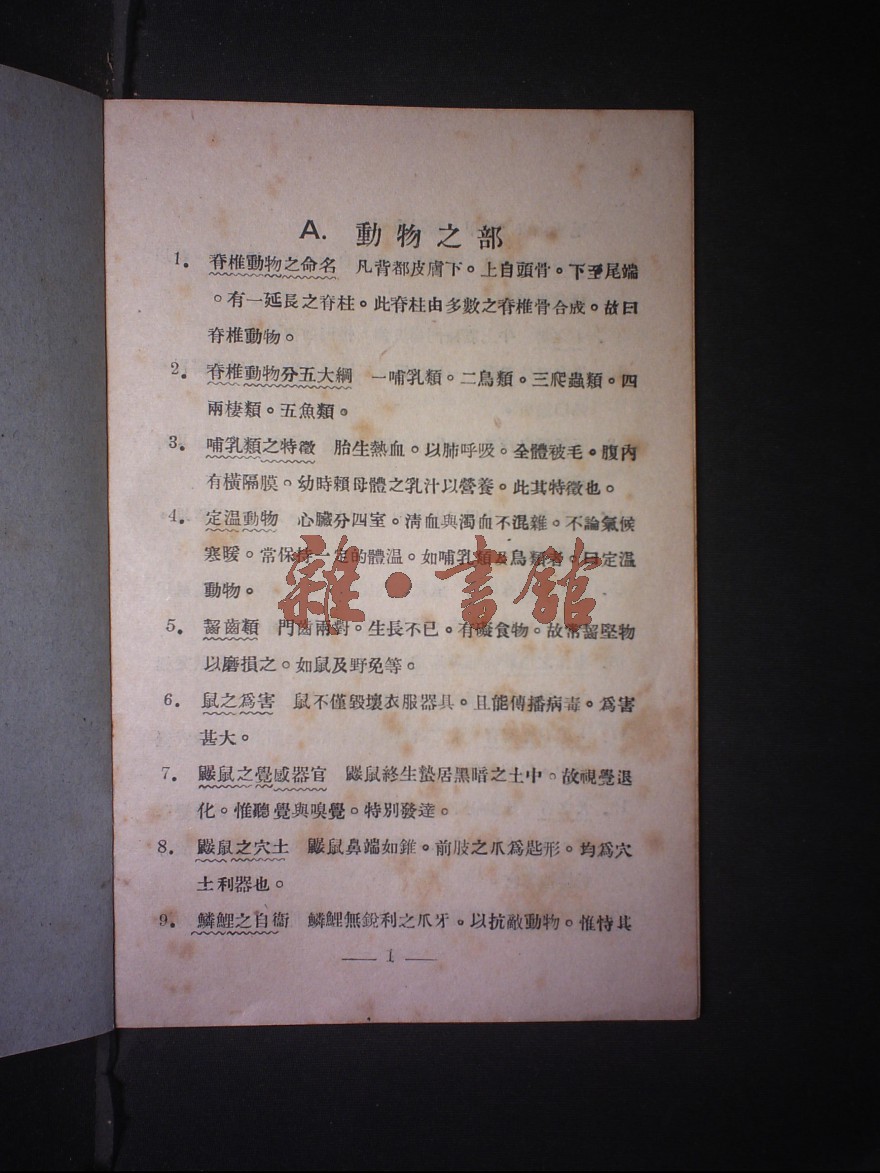 A. 動物之部
1. 脊椎動物之命名　凡背都皮膚下。上自頭骨。下至尾端
。有一延長之脊柱。此脊柱由多數之脊椎骨合成。故曰
脊椎動物。
2. 脊椎動物分五大綱　一哺乳類。二鳥類。三爬蟲類。四
兩棲類。五魚類。
3. 哺乳類之特徵　胎生熱血。以肺呼吸。全體被毛。腹內
有橫隔膜。幼時賴母體之乳汁以營養。此其特徵也。
4. 定温動物　心臟分四室。清血與濁血不混雜。不論氣候
寒暖。常保持一定的體温。如哺乳類及鳥類者。曰定温
動物。
5. 齧齒類　門齒兩對。生長不已。有礙食物。故常齧堅物
以磨損之。如鼠及野兔等。
6. 鼠之爲害　鼠不僅毀壞衣服器具。且能傳播病毒。爲害
甚大。
7. 鼹鼠之覺感器官　鼹鼠終生蟄居黑暗之土中。故視覺退
化。惟聽覺與嗅覺。特別發達。
8. 鼹鼠之穴土　鼹鼠鼻端如錐。前肢之爪爲匙形。均爲穴
土利器也。
9. 鱗鯉之自衞　鱗鯉無銳利之爪牙。以抗敵動物。惟恃其
— 1 —
雜·書館